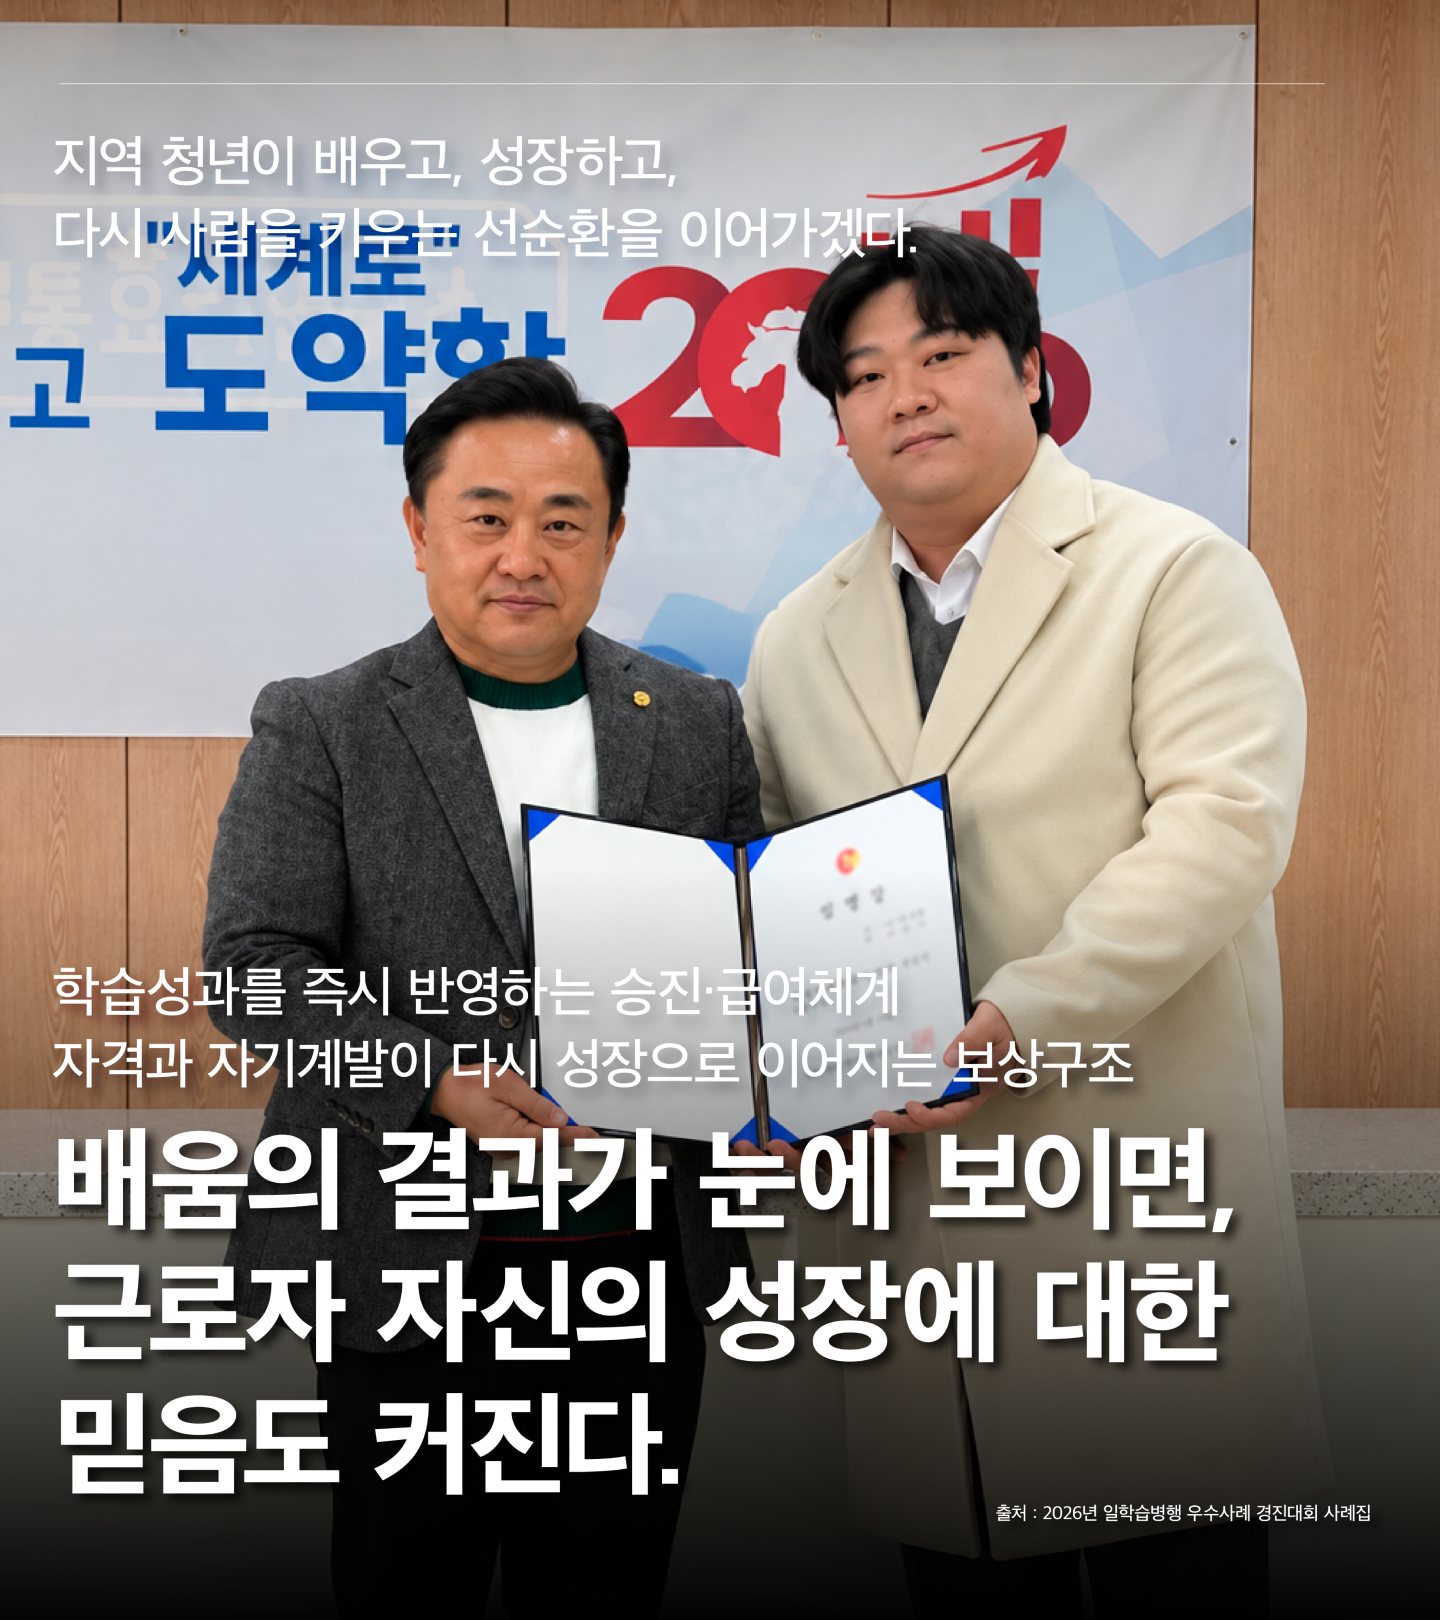 지역 청년이 배우고, 성장하고,
다시 사람을 키우는 선순환을 이어가겠다.
"세계로"
고 도약할
학습성과를 즉시 반영하는 승진·급여체계
자격과 자기계발이 다시 성장으로 이어지는 보상구조
배움의 결과가 눈에 보이면,
근로자 자신의 성장에 대한
믿음도 커진다.
출처 : 2026년 일학습병행 우수사례 경진대회 사례집